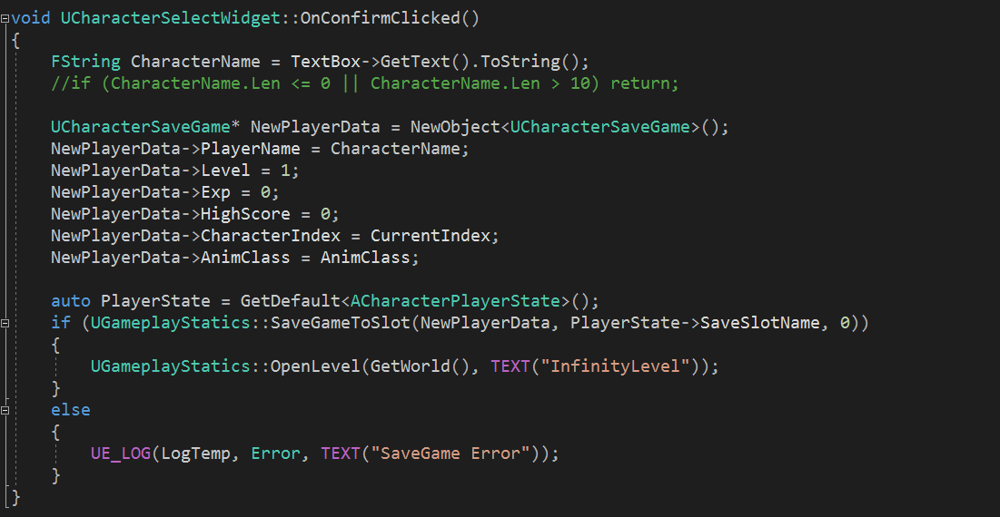 void UCharacterSelectWidget::OnConfirmClicked()
{
FString CharacterName = TextBox->GetText().ToString();
//if (CharacterName.Len <= 0 || CharacterName.Len > 10) return;
UCharacterSaveGame* NewPlayerData = NewObject<UCharacterSaveGame>();
NewPlayerData->PlayerName = CharacterName;
NewPlayerData->Level = 1;
NewPlayerData->Exp = 0;
NewPlayerData->HighScore = 0;
NewPlayerData->CharacterIndex = CurrentIndex;
NewPlayerData->AnimClass = AnimClass;
auto PlayerState = GetDefault<ACharacterPlayerState>();
if (UGameplayStatics::SaveGameToSlot(NewPlayerData, PlayerState->SaveSlotName, 0))
{
UGameplayStatics::OpenLevel(GetWorld(), TEXT("InfinityLevel"));
}
else
{
UE_LOG(LogTemp, Error, TEXT("SaveGame Error"));
}
}